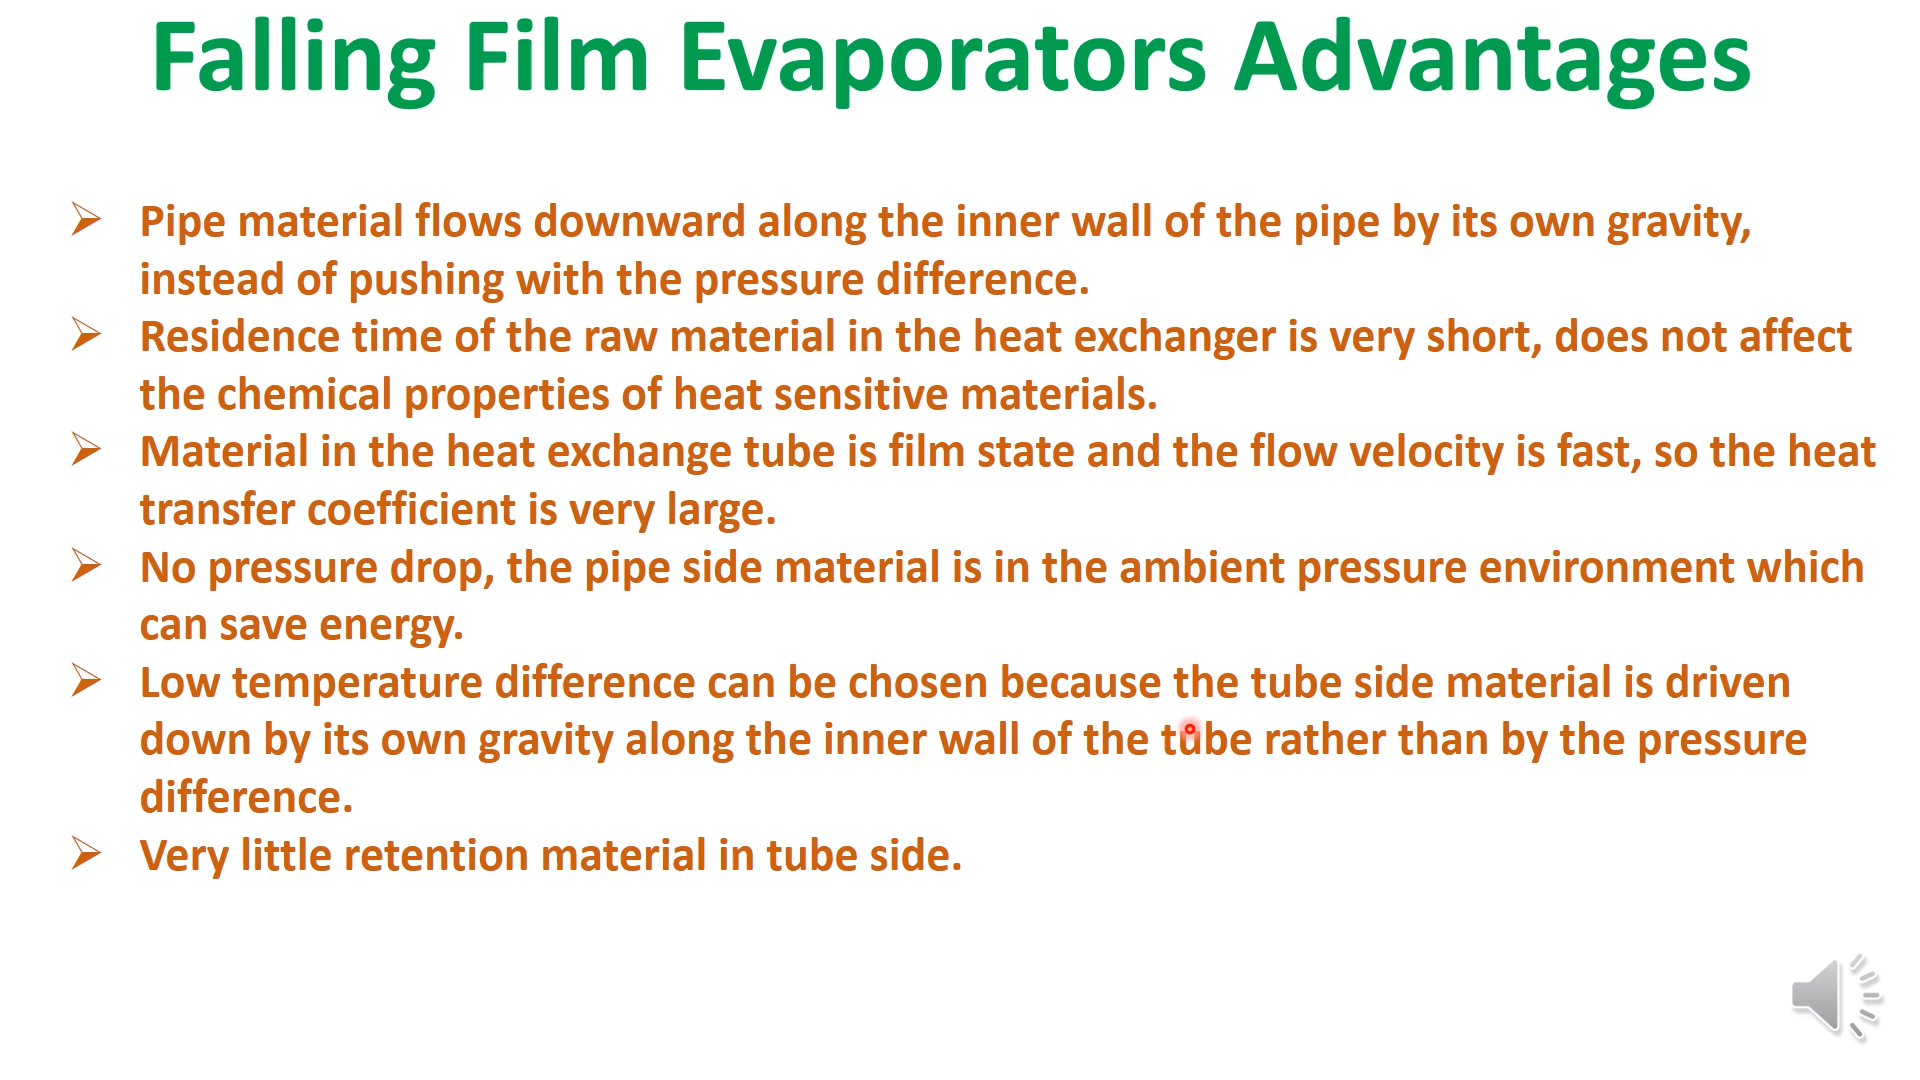 Falling Film Evaporators Advantages
Pipe material flows downward along the inner wall of the pipe by its own gravity,
instead of pushing with the pressure difference.
Residence time of the raw material in the heat exchanger is very short, does not affect
the chemical properties of heat sensitive materials.
Material in the heat exchange tube is film state and the flow velocity is fast, so the heat
transfer coefficient is very large.
No pressure drop, the pipe side material is in the ambient pressure environment which
can save energy.
Low temperature difference can be chosen because the tube side material is driven
down by its own gravity along the inner wall of the tube rather than by the pressure
difference.
Very little retention material in tube side.